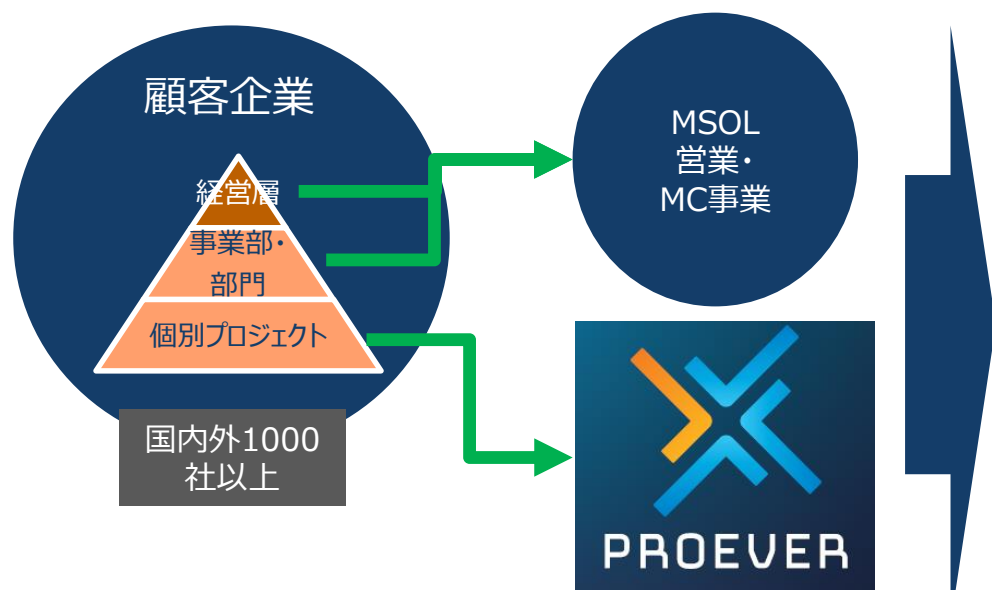 顧客企業
経営層
事業部・
部門
個別プロジェクト
国内外1000
社以上
MSOL
営業・
MC事業
PROEVER